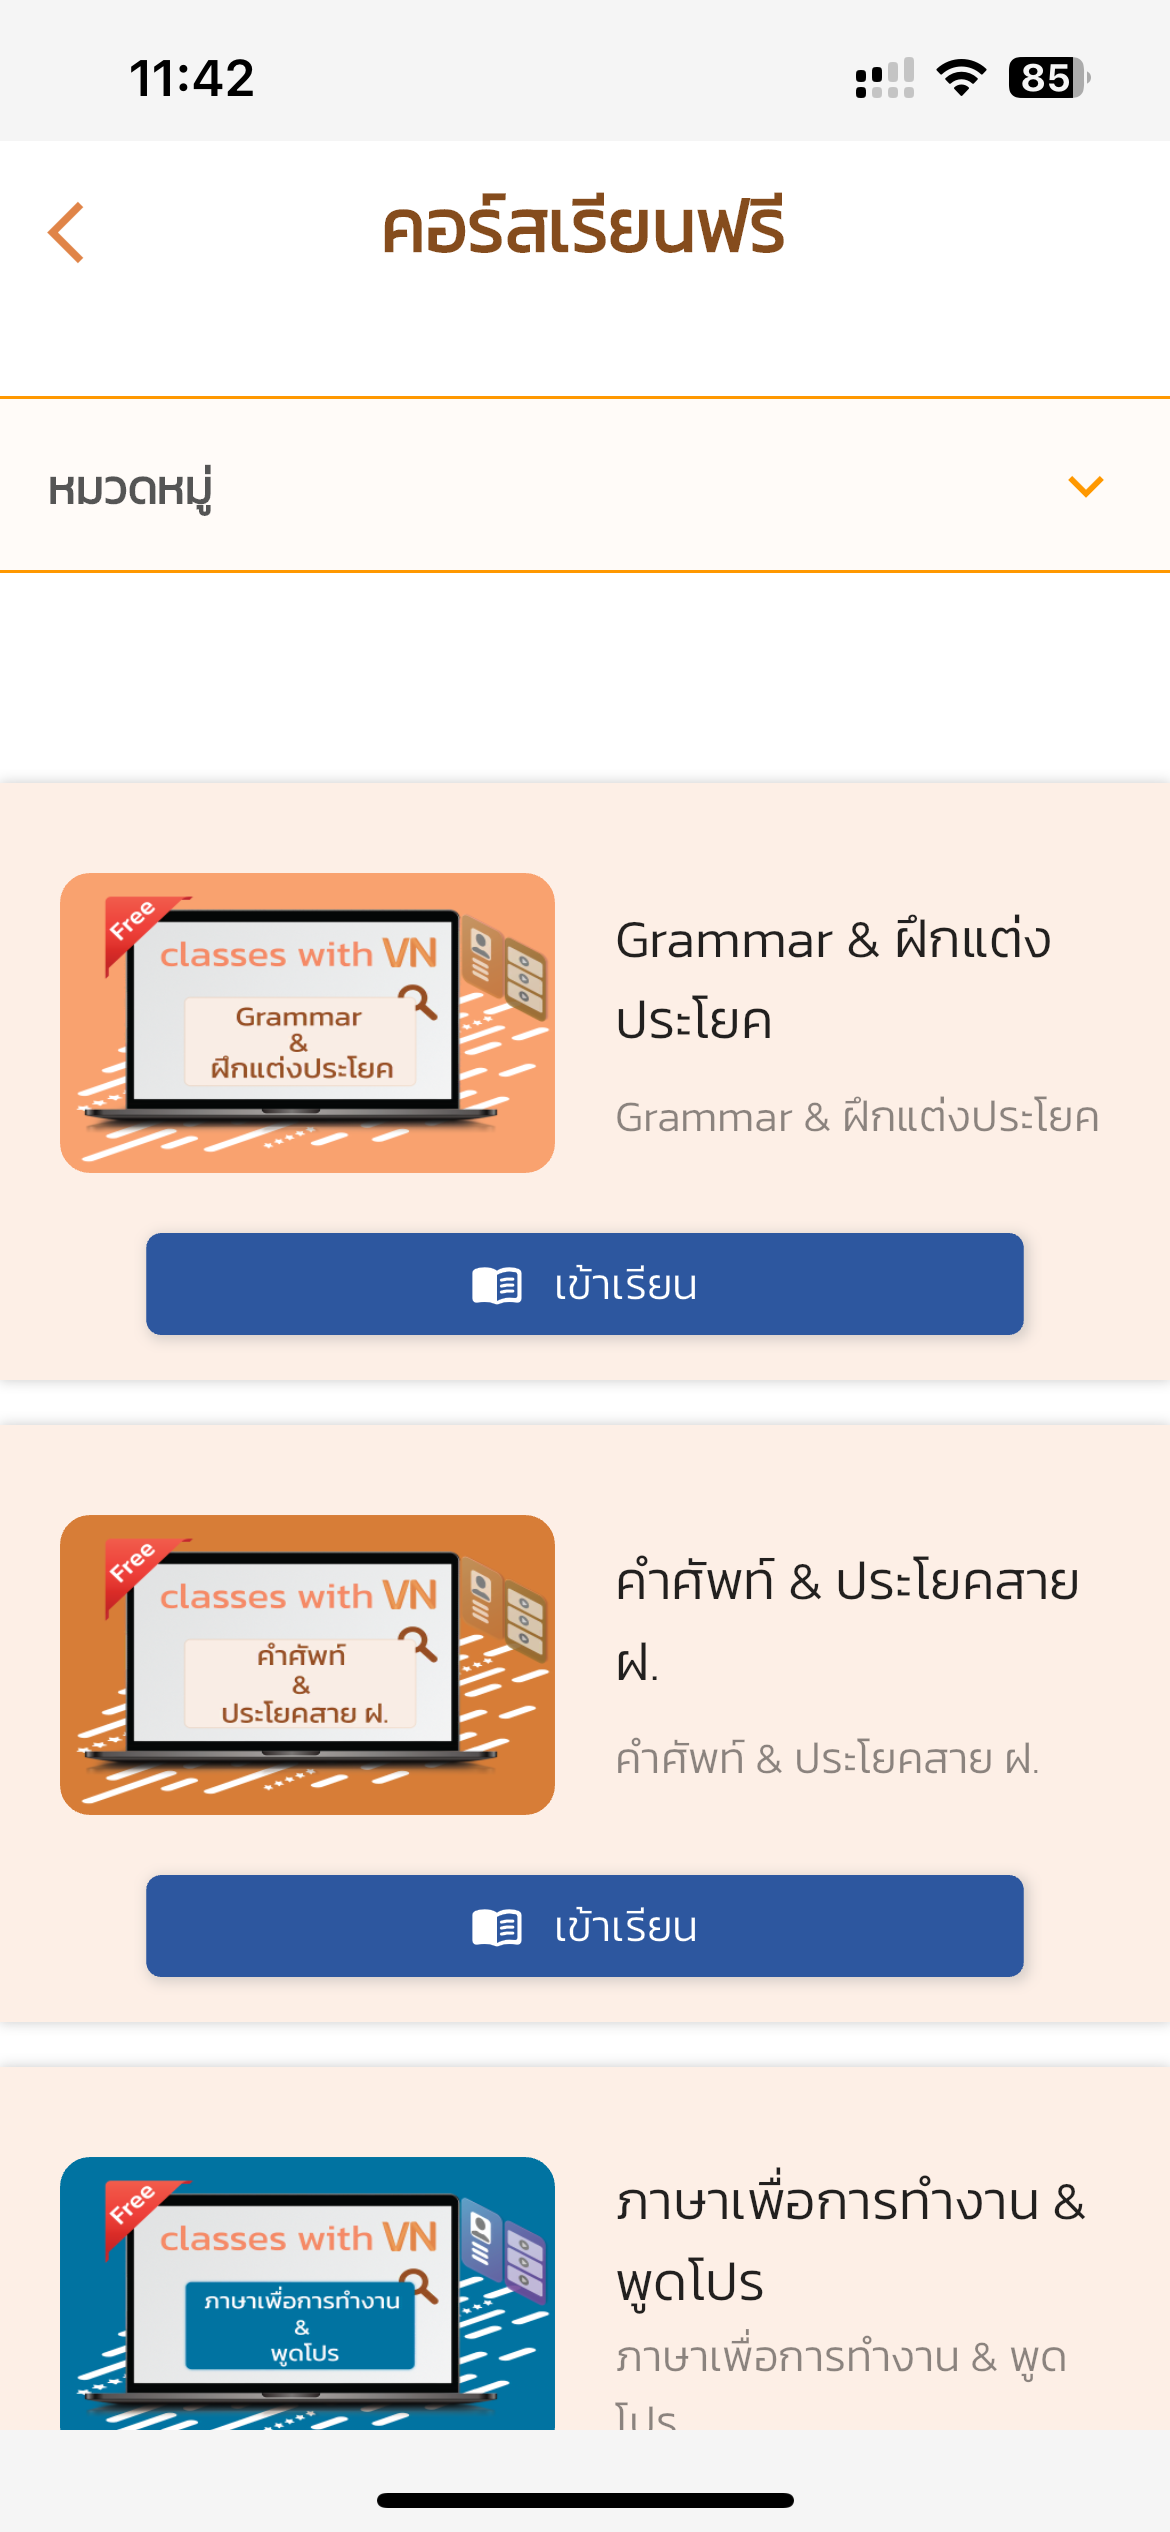 11:42
85
คอร์สเรียนฟรี
หมวดหมู่
Free
classes with VN
Grammar
&
ฝึกแต่งประโยค
Grammar & ฝึกแต่ง
ประโยค
Grammar & ฝึกแต่งประโยค
เข้าเรียน
Free
classes with VN
คำศัพท์
&
ประโยคสาย ฝ.
คำศัพท์ & ประโยคสาย
ฝ.
คำศัพท์ & ประโยคสาย ฝ.
เข้าเรียน
Free
classes with VN
ภาษาเพื่อการทำงาน
&
พูดโปร
ภาษาเพื่อการทำงาน &
พูดโปร
ภาษาเพื่อการทำงาน & พูด
โปร